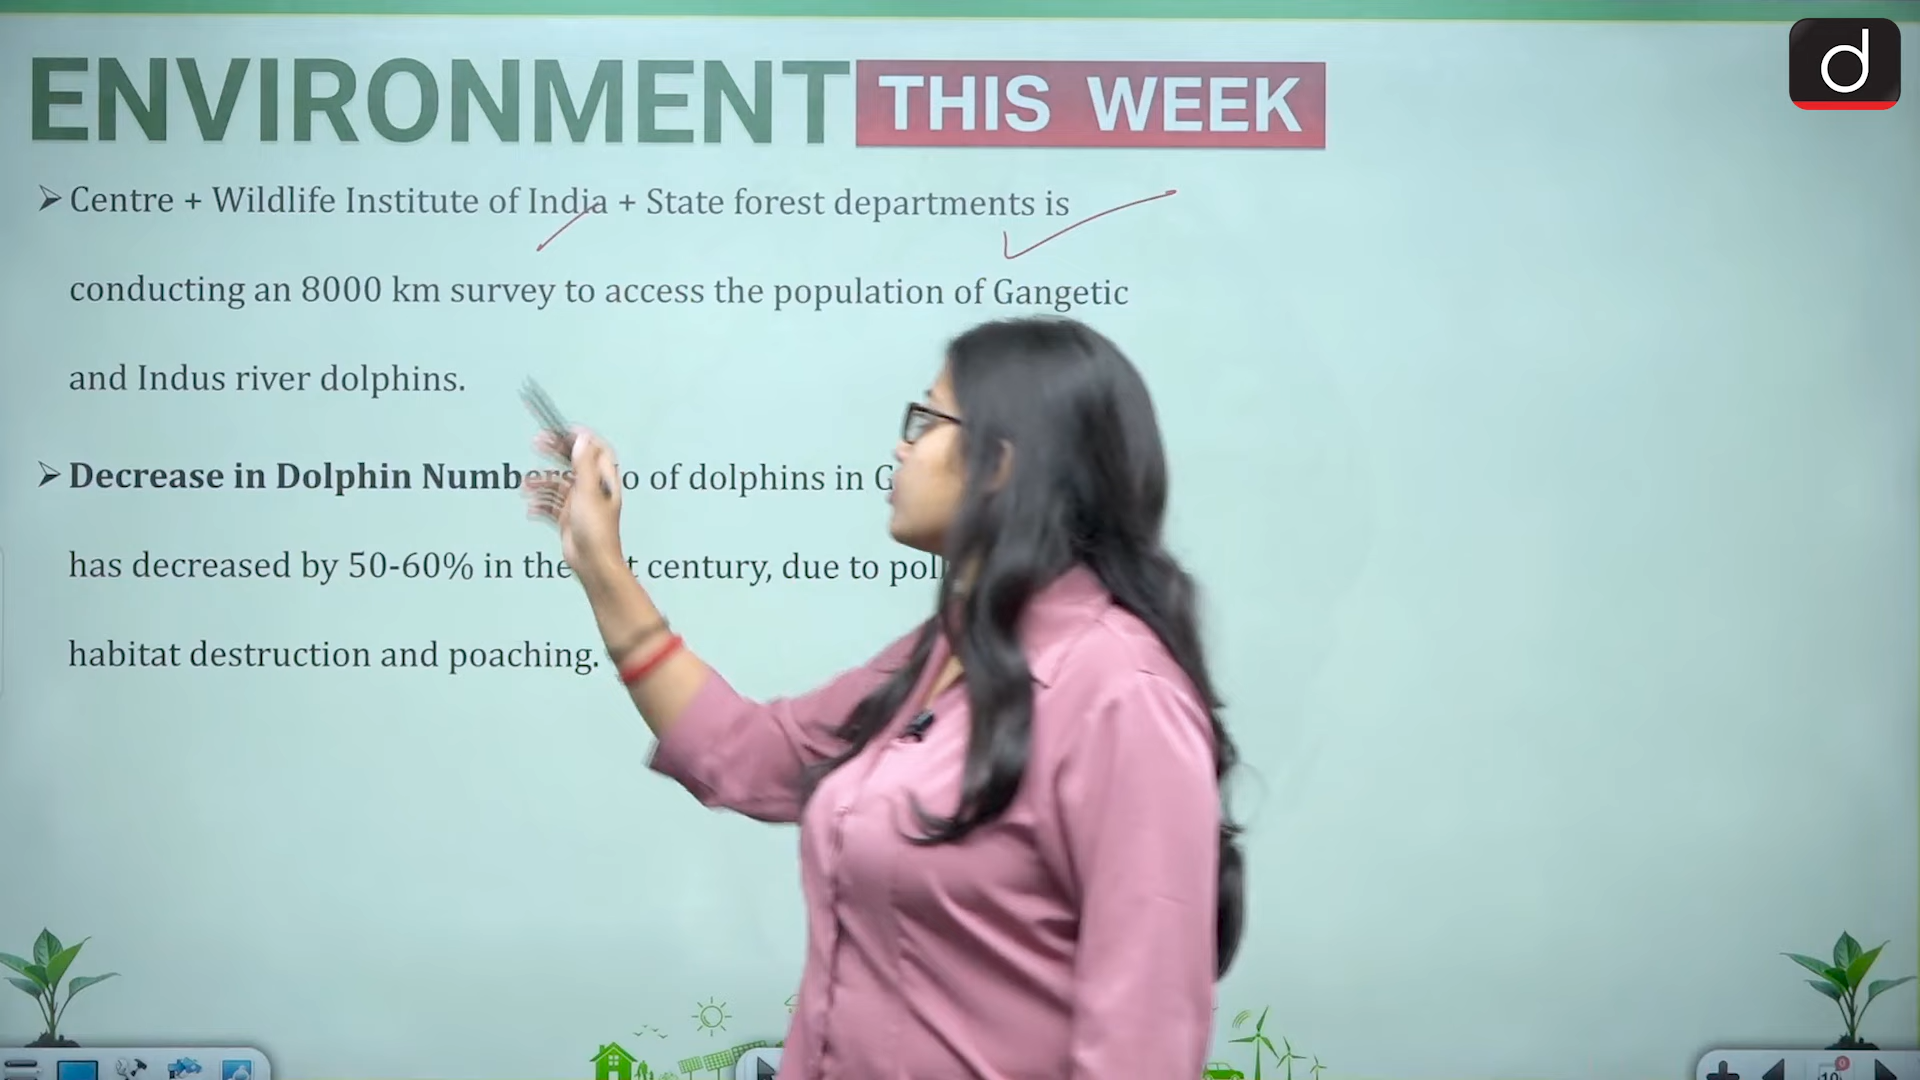 ENVIRONMENT THIS WEEK
d
➢ Centre + Wildlife Institute of India + State forest departments is
conducting an 8000 km survey to access the population of Gangetic
and Indus river dolphins.
➢ Decrease in Dolphin of dolphins in
has decreased by 50-60% in the century, due to
habitat destruction and poaching.
10